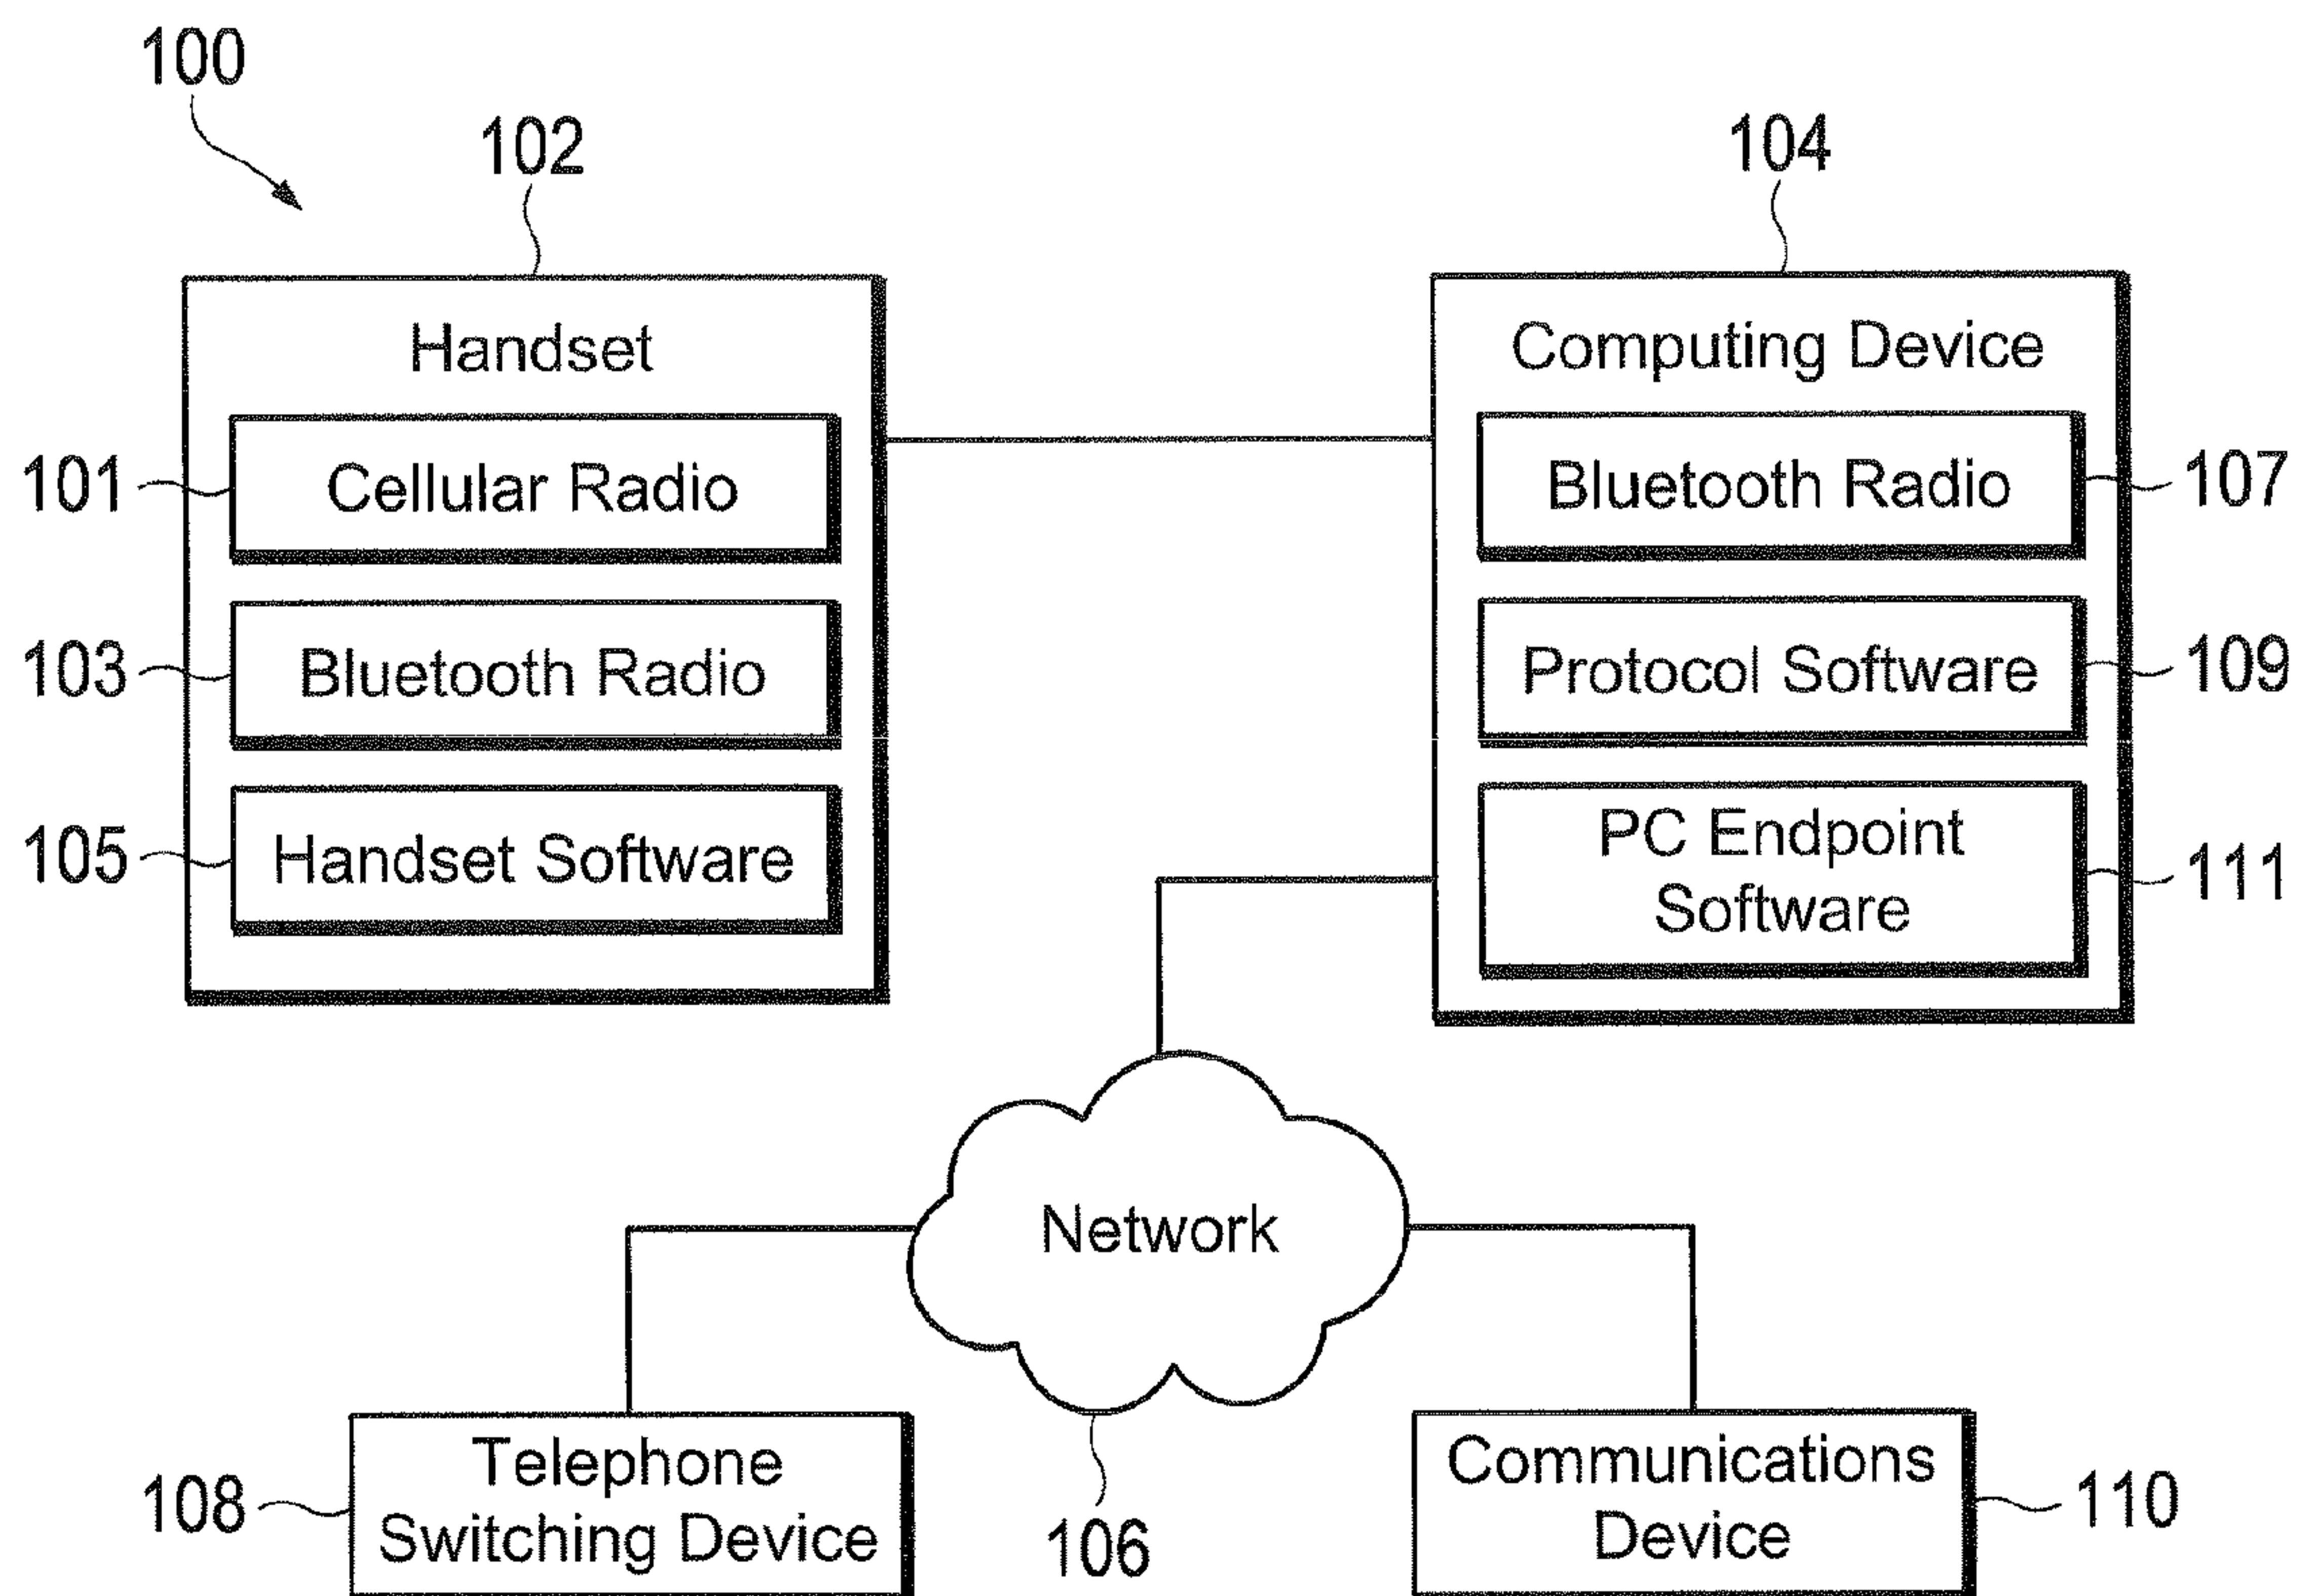 100
102
104
Handset
Computing Device
101
Cellular Radio
Bluetooth Radio
107
103
Bluetooth Radio
Protocol Software
109
105
Handset Software
PC Endpoint
Software
111
Network
108
Telephone
Switching Device
106
Communications
Device
110